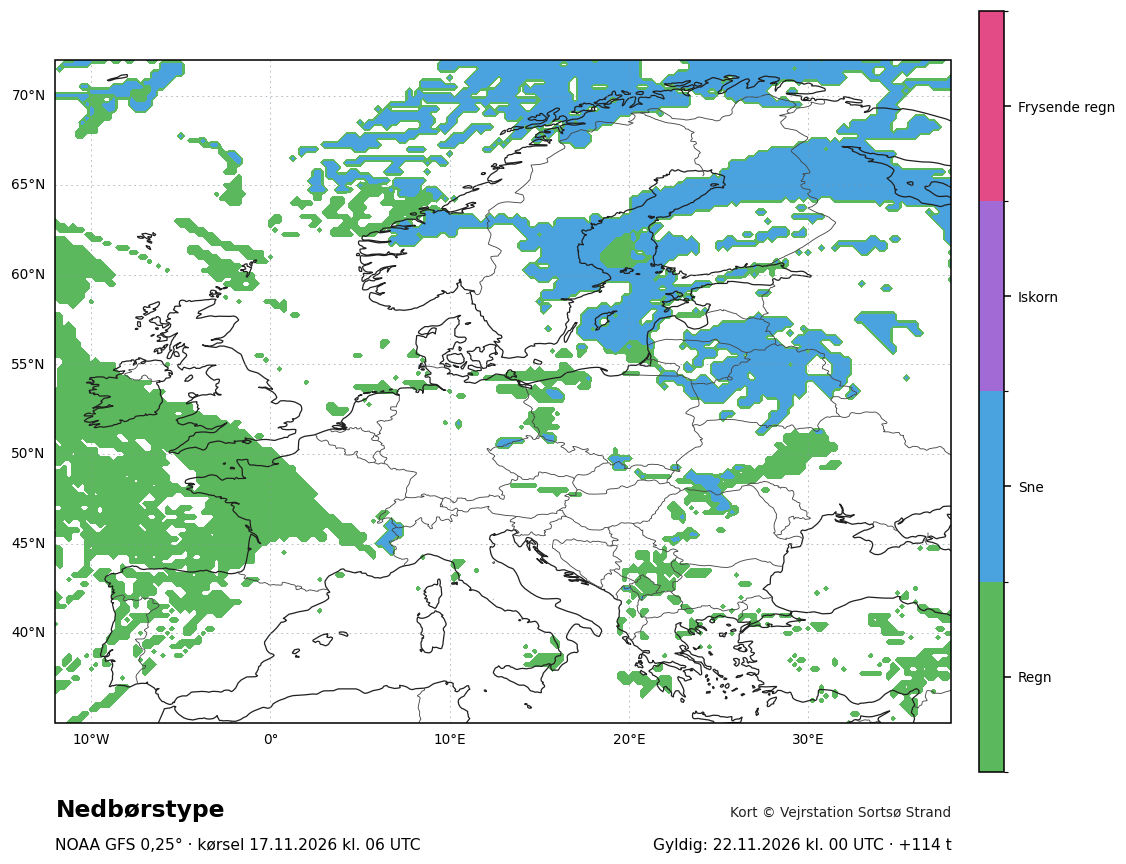 70°N
65°N
60°N
55°N
50°N
45°N
40°N
10°W
0°
10°E
20°E
30°E
Frysende regn
Iskorn
Sne
Regn
Nedbørstype
Kort © Vejrstation Sortsø Strand
NOAA GFS 0,25° · kørsel 17.11.2026 kl. 06 UTC
Gyldig: 22.11.2026 kl. 00 UTC · +114 t